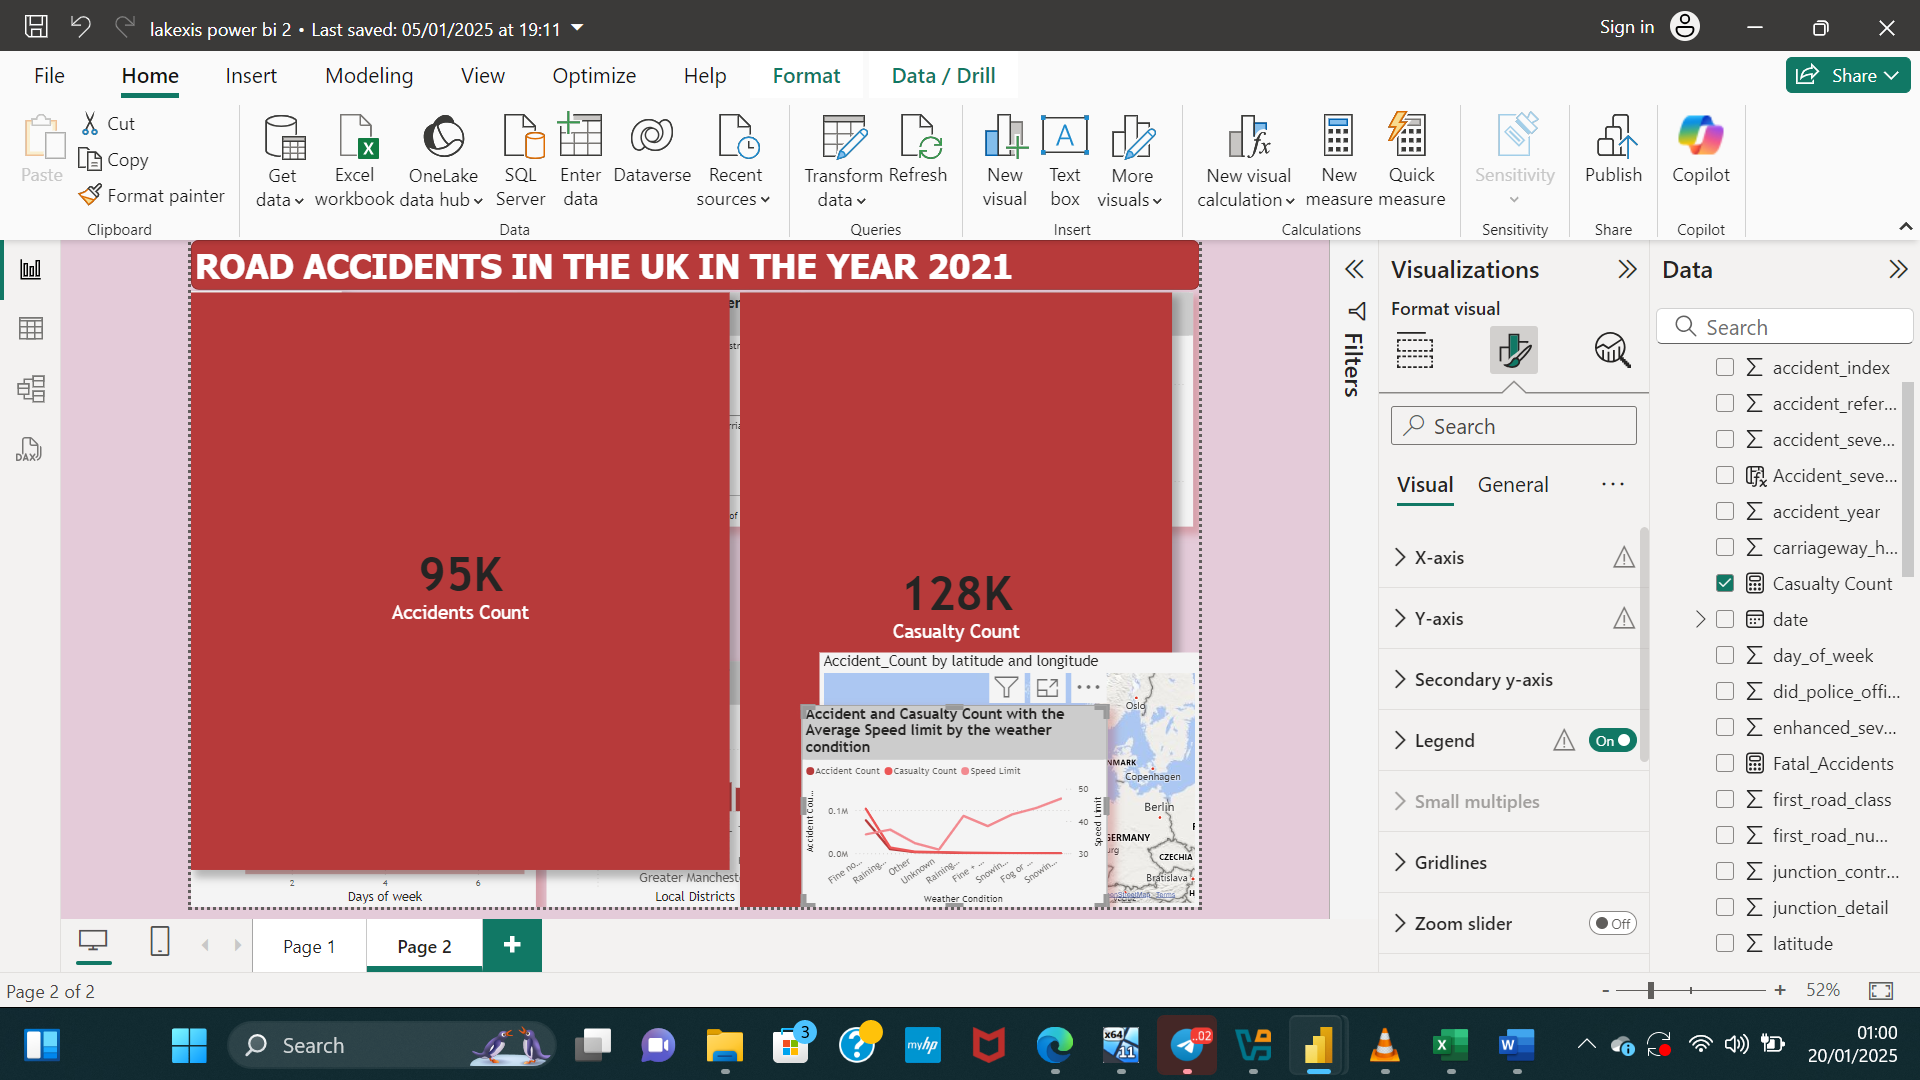 lakexis power bi 2 • Last saved: 05/01/2025 at 19:11
Sign in
File Home Insert Modeling View Optimize Help Format Data / Drill
Share
Paste
Cut
Copy
Format painter
Clipboard
Get data
Excel workbook
OneLake data hub
SQL Server
Enter data
Dataverse
Recent sources
Data
Transform data
Refresh
Queries
New visual
Text box
More visuals
Insert
New visual calculation
New measure
Quick measure
Calculations
Sensitivity
Sensitivity
Publish
Share
Copilot
Copilot
DAX
ROAD ACCIDENTS IN THE UK IN THE YEAR 2021
95K
Accidents Count
128K
Casualty Count
Accident_Count by latitude and longitude
Accident and Casualty Count with the
Average Speed limit by the weather
condition
Accident Count Casualty Count Speed Limit
Accident Cou...
0.1M
0.0M
50
40
30
Speed Limit
Fine no... Raining... Other Unknown Raining... Fine + ... Snowin... Fog or ... Snowin...
Weather Condition
Oslo
NMARK
Copenhagen
Berlin
GERMANY
CZECHIA
Bratislava
2 4 6
Days of week
Greater Manchest
Local Districts
Filters
Visualizations
Format visual
Search
Visual General
X-axis
Y-axis
Secondary y-axis
Legend On
Small multiples
Gridlines
Zoom slider Off
Data
Search
accident_index
accident_refer...
accident_seve...
Accident_seve...
accident_year
carriageway_h...
Casualty Count
date
day_of_week
did_police_offi...
enhanced_sev...
Fatal_Accidents
first_road_class
first_road_nu...
junction_contr...
junction_detail
latitude
Page 1
Page 2
Page 2 of 2
52%
Search
3
myhp
x64
11
..02
01:00
20/01/2025